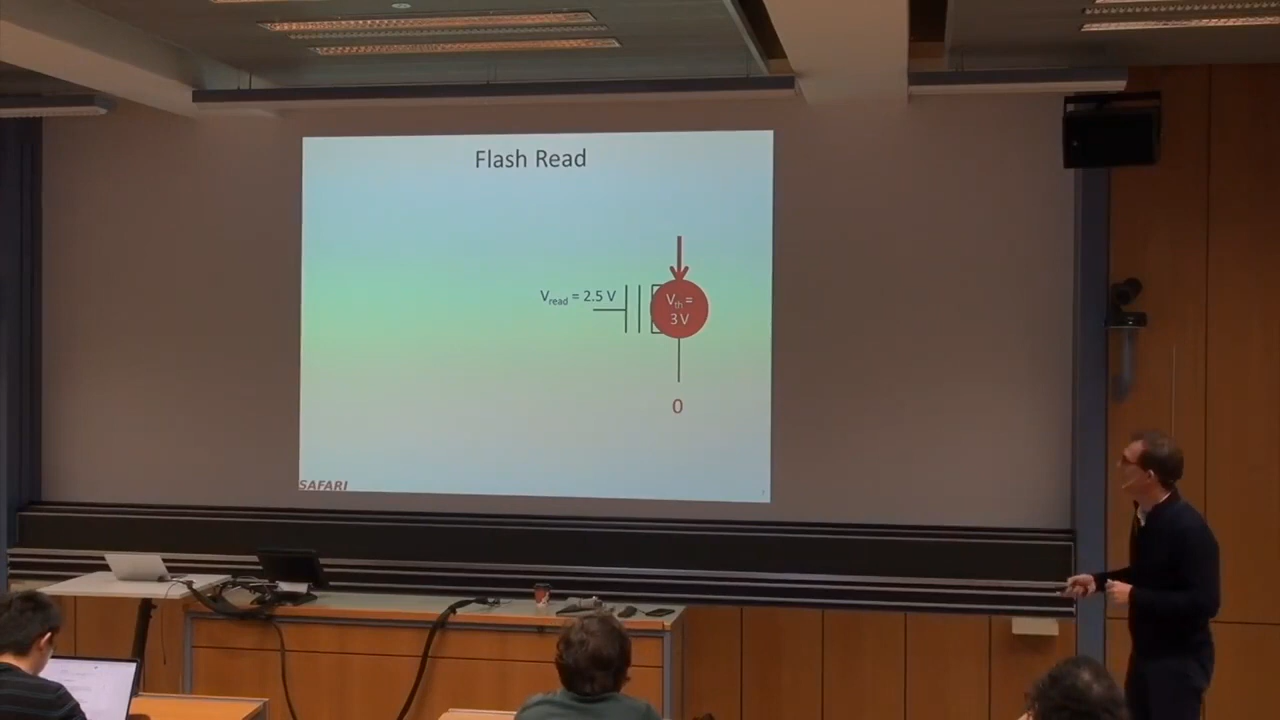 Flash Read
Vread = 2.5 V
Vth =
3 V
0
SAFARI